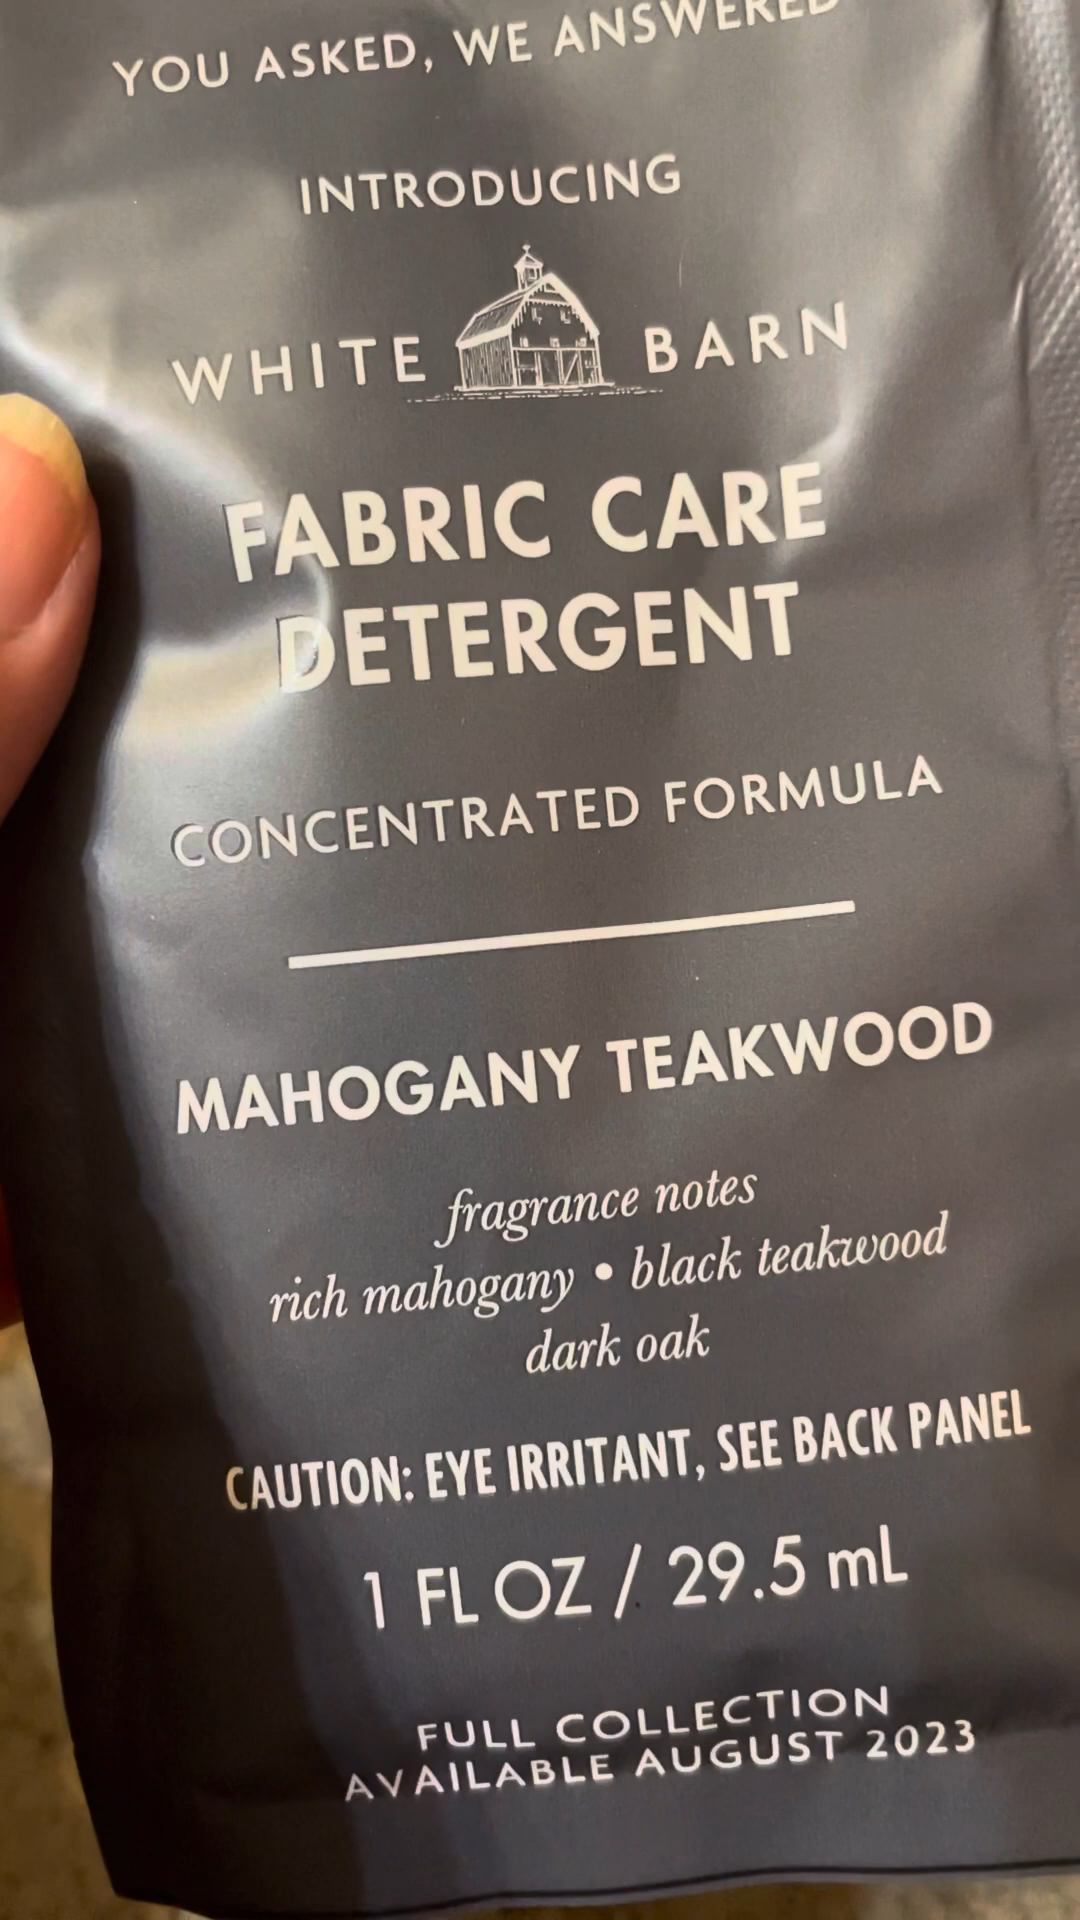 YOU ASKED, WE ANSWERED
INTRODUCING
WHITE BARN
FABRIC CARE
DETERGENT
CONCENTRATED FORMULA
MAHOGANY TEAKWOOD
fragrance notes
rich mahogany • black teakwood
dark oak
CAUTION: EYE IRRITANT, SEE BACK PANEL
1 FL OZ / 29.5 mL
FULL COLLECTION
AVAILABLE AUGUST 2023